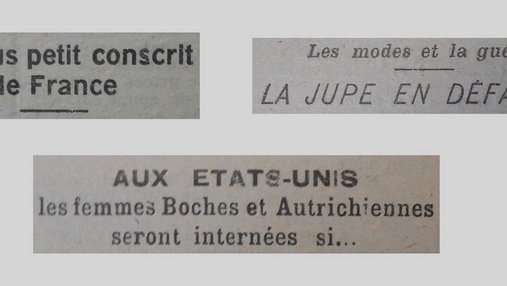 petit conscrit
de France
Les modes et la
LA JUPE EN
AUX ETATS-UNIS
les femmes Boches et Autrichiennes
seront internées si...